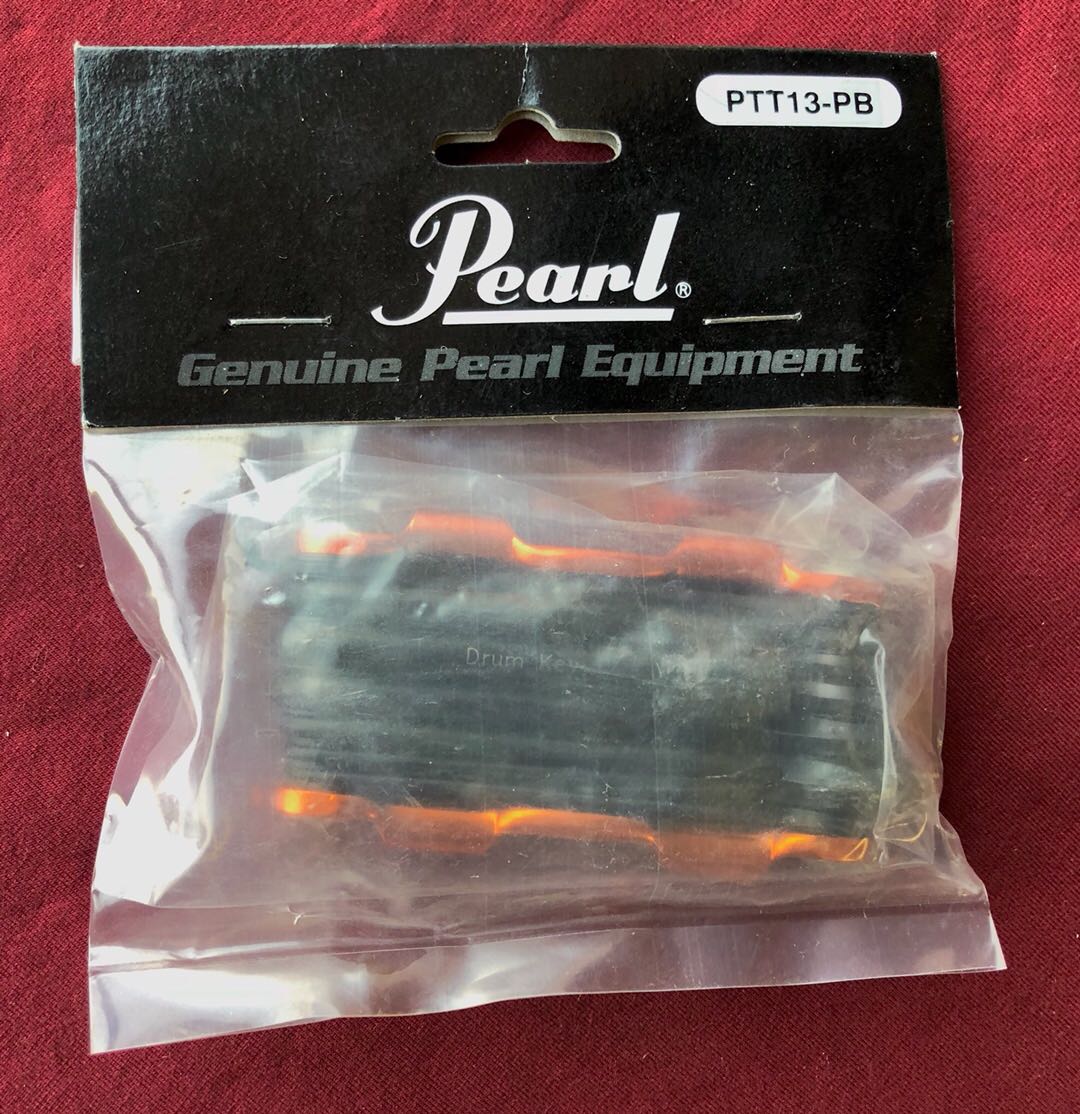 PTT13-PB
Pearl®
Genuine Pearl Equipment
Drum Key